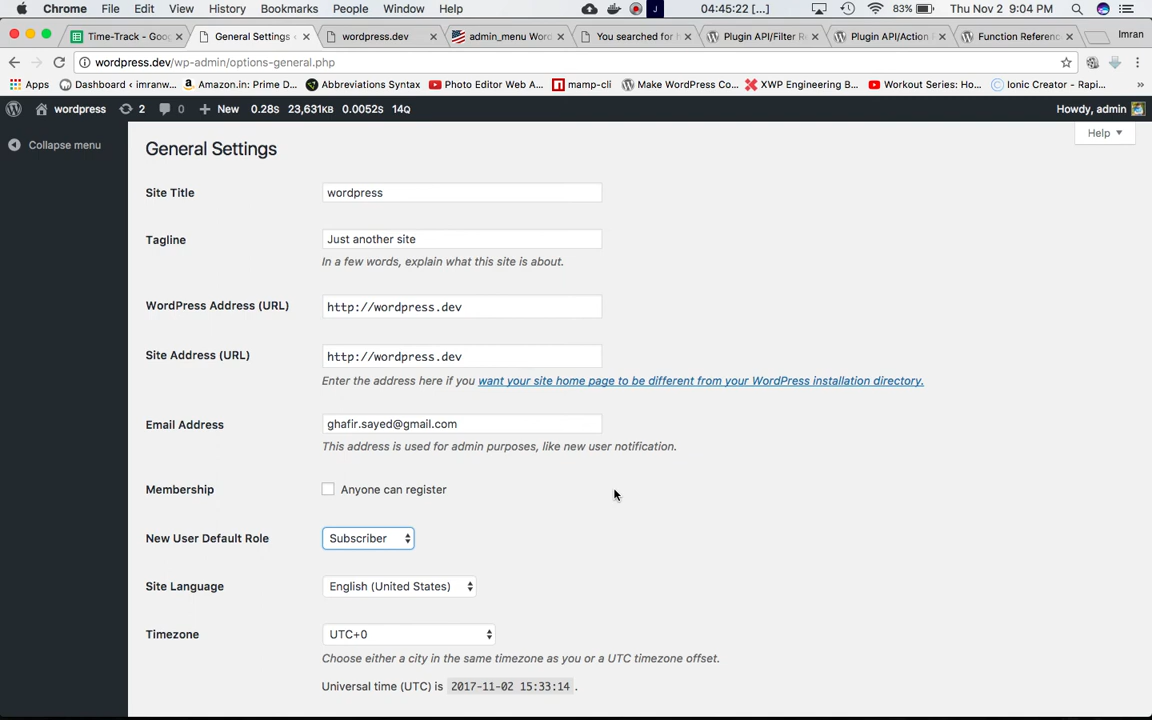 Chrome File Edit View History Bookmarks People Window Help 04:45:22 [...] 83% Thu Nov 2 9:04 PM
Time-Track - Goog General Settings ‹ wordpress.dev admin_menu Word You searched for h Plugin API/Filter R Plugin API/Action Function Reference Imran
wordpress.dev/wp-admin/options-general.php
Apps Dashboard ‹ imranw... Amazon.in: Prime D... Abbreviations Syntax Photo Editor Web A... mamp-cli Make WordPress Co... XWP Engineering B... Workout Series: Ho... Ionic Creator - Rapi... »
wordpress 2 0 New 0.28S 23,631KB 0.0052S 14Q Howdy, admin
Collapse menu
Help
General Settings
Site Title wordpress
Tagline Just another site
In a few words, explain what this site is about.
WordPress Address (URL) http://wordpress.dev
Site Address (URL) http://wordpress.dev
Enter the address here if you want your site home page to be different from your WordPress installation directory.
Email Address ghafir.sayed@gmail.com
This address is used for admin purposes, like new user notification.
Membership Anyone can register
New User Default Role Subscriber
Site Language English (United States)
Timezone UTC+0
Choose either a city in the same timezone as you or a UTC timezone offset.
Universal time (UTC) is 2017-11-02 15:33:14 .